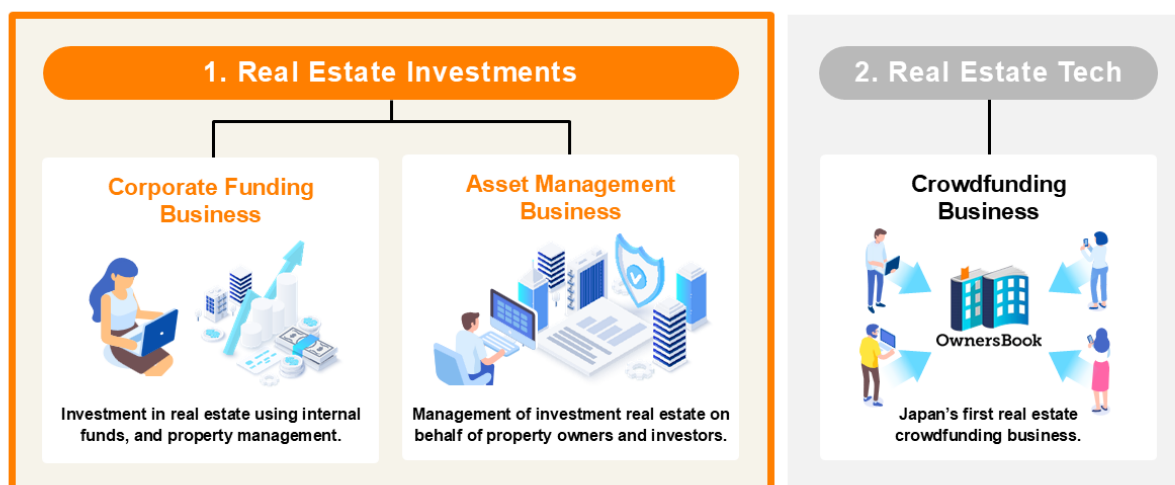 1. Real Estate Investments
Corporate Funding
Business
Investment in real estate using internal
funds, and property management.
Asset Management
Business
Management of investment real estate on
behalf of property owners and investors.
2. Real Estate Tech
Crowdfunding
Business
OwnersBook
Japan’s first real estate
crowdfunding business.